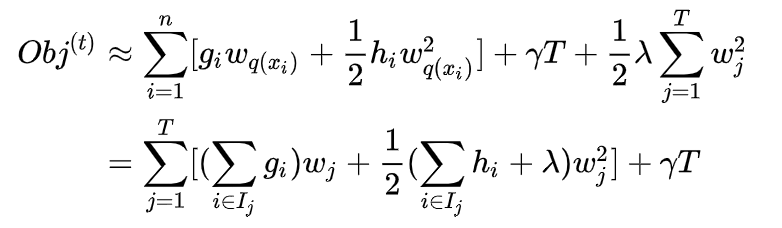 Obj^{(t)} ≈ \sum_{i=1}^{n} [g_i w_{q(x_i)} + \frac{1}{2} h_i w_{q(x_i)}^2] + γT + \frac{1}{2} λ \sum_{j=1}^{T} w_j^2
= \sum_{j=1}^{T} [(\sum_{i∈I_j} g_i) w_j + \frac{1}{2} (\sum_{i∈I_j} h_i + λ) w_j^2] + γT